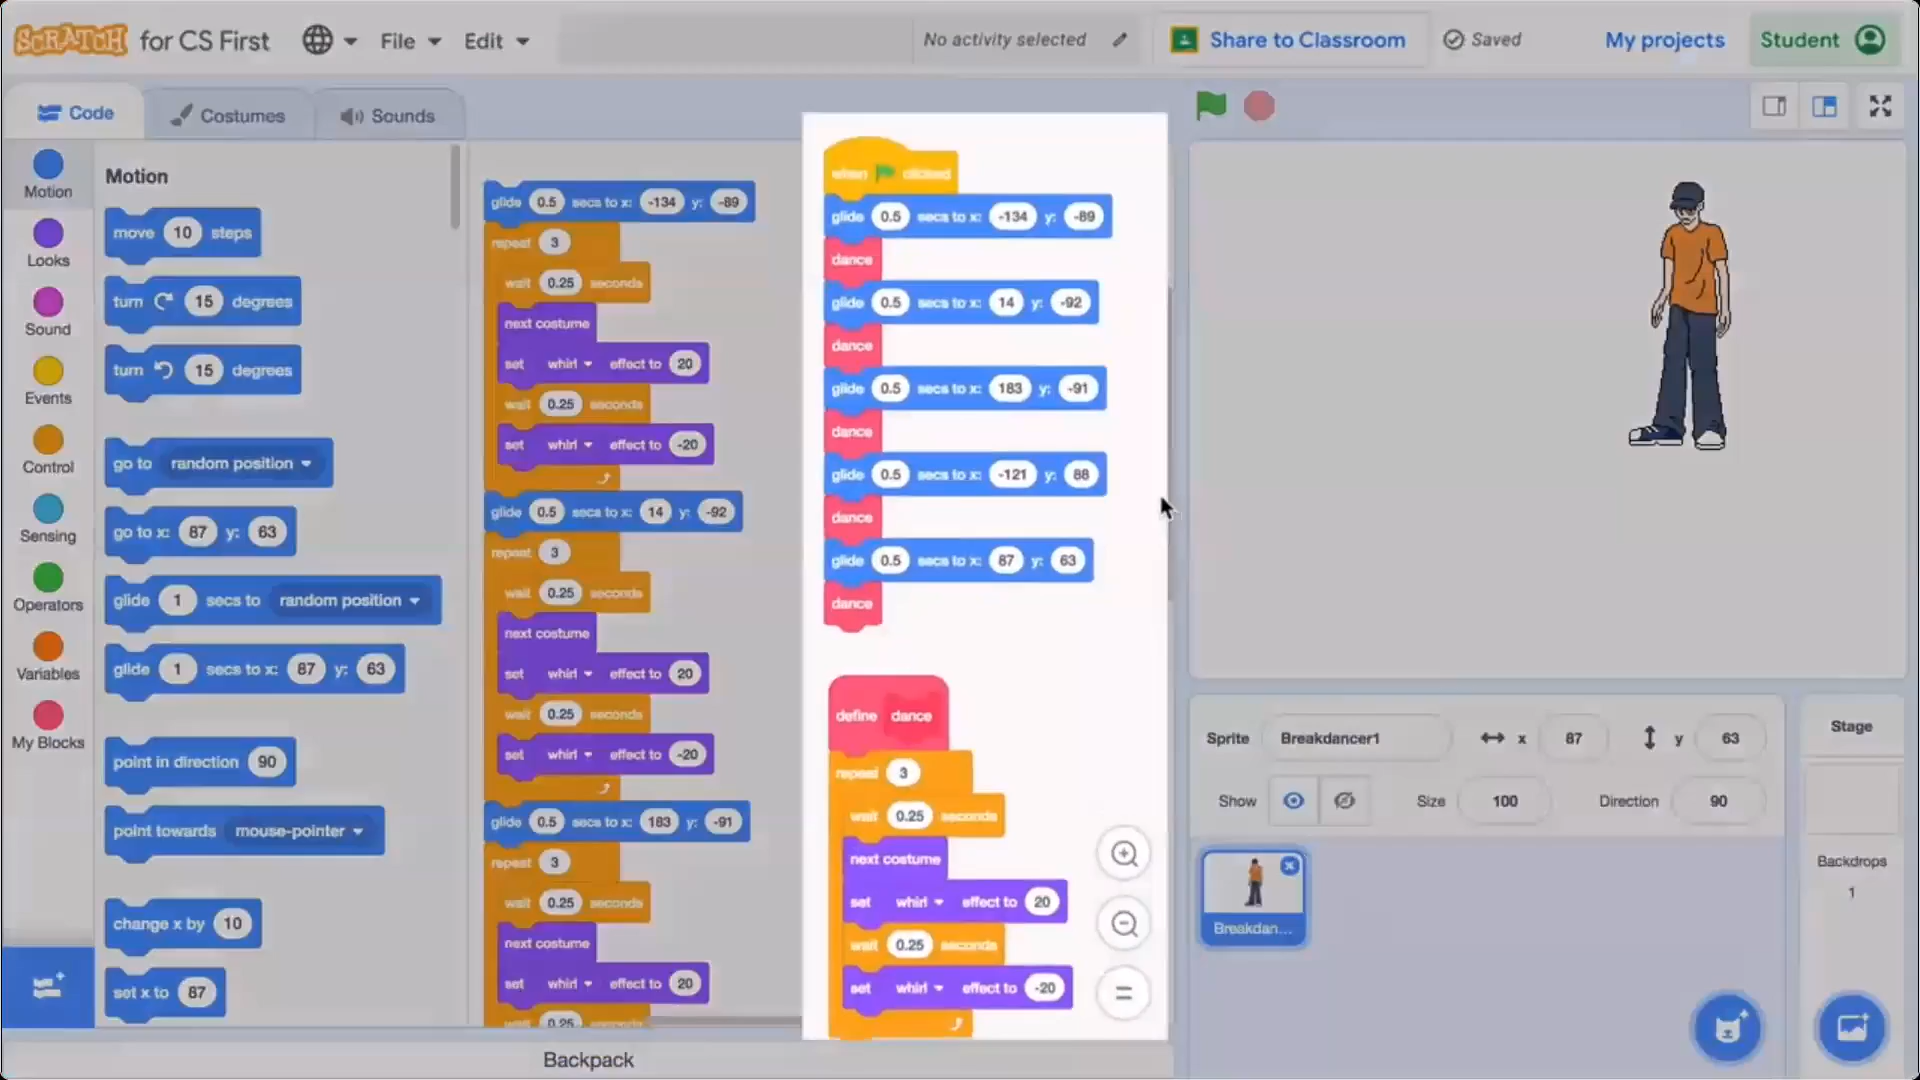 SCRATCH for CS First File Edit No activity selected Share to Classroom Saved My projects Student
Code Costumes Sounds
Motion
Looks
Sound
Events
Control
Sensing
Operators
Variables
My Blocks
Motion
move 10 steps
turn 15 degrees
turn 15 degrees
go to random position
go to x: 87 y: 63
glide 1 secs to random position
glide 1 secs to x: 87 y: 63
point in direction 90
point towards mouse-pointer
change x by 10
set x to 87
glide 0.5 secs to x: -134 y: -89
repeat 3
wait 0.25 seconds
next costume
set whirl effect to 20
wait 0.25 seconds
set whirl effect to -20
glide 0.5 secs to x: 14 y: -92
repeat 3
wait 0.25 seconds
next costume
set whirl effect to 20
wait 0.25 seconds
set whirl effect to -20
glide 0.5 secs to x: 183 y: -91
repeat 3
wait 0.25 seconds
next costume
set whirl effect to 20
wait 0.25 seconds
when clicked
glide 0.5 secs to x: -134 y: -89
dance
glide 0.5 secs to x: 14 y: -92
dance
glide 0.5 secs to x: 183 y: -91
dance
glide 0.5 secs to x: -121 y: 88
dance
glide 0.5 secs to x: 87 y: 63
dance
define dance
repeat 3
wait 0.25 seconds
next costume
set whirl effect to 20
wait 0.25 seconds
set whirl effect to -20
Backpack
Sprite Breakdancer1 x 87 y 63
Show Size 100 Direction 90
Breakdan...
Stage
Backdrops
1